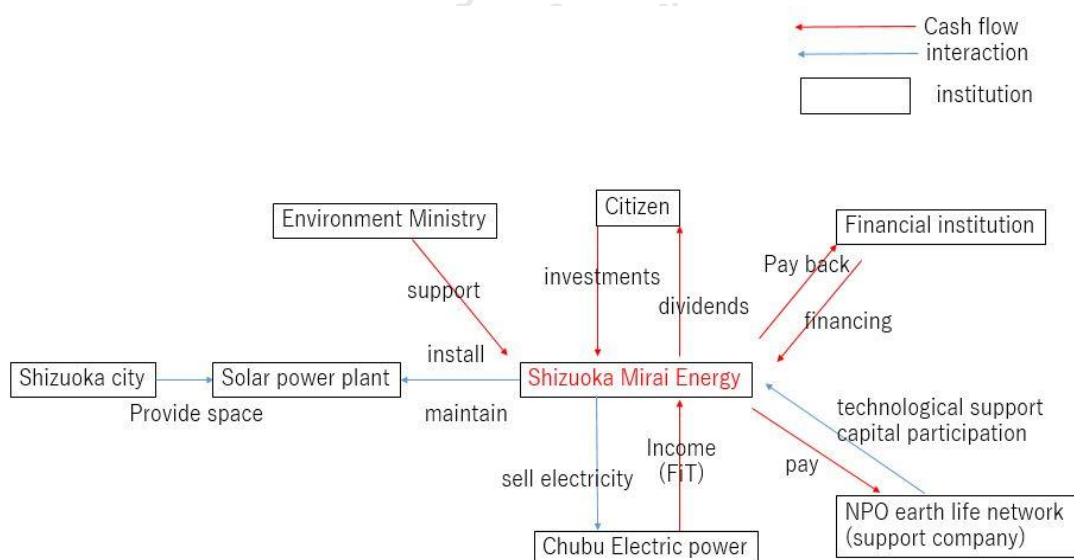 Cash flow
interaction
institution
Environment Ministry
Citizen
Financial institution
support
investments
dividends
Pay back
financing
Shizuoka city
Solar power plant
install
Shizuoka Mirai Energy
Provide space
maintain
technological support
capital participation
sell electricity
Income
(FiT)
pay
NPO earth life network
(support company)
Chubu Electric power